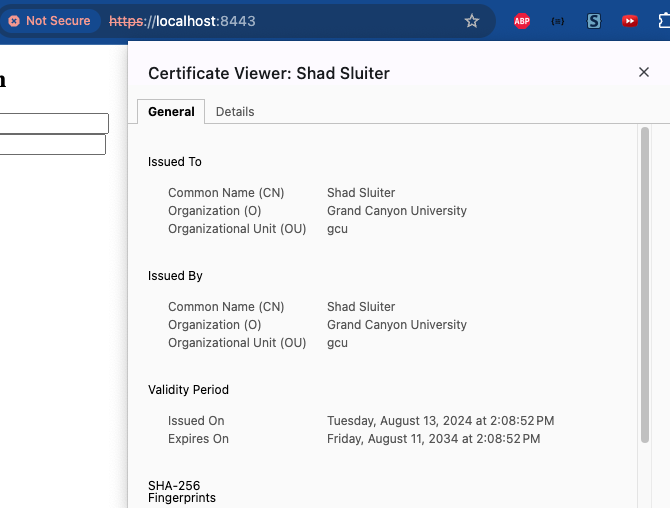 Not Secure https://localhost:8443 ABP
Certificate Viewer: Shad Sluiter
General Details
Issued To
Common Name (CN) Shad Sluiter
Organization (O) Grand Canyon University
Organizational Unit (OU) gcu
Issued By
Common Name (CN) Shad Sluiter
Organization (O) Grand Canyon University
Organizational Unit (OU) gcu
Validity Period
Issued On Tuesday, August 13, 2024 at 2:08:52 PM
Expires On Friday, August 11, 2034 at 2:08:52 PM
SHA-256
Fingerprints